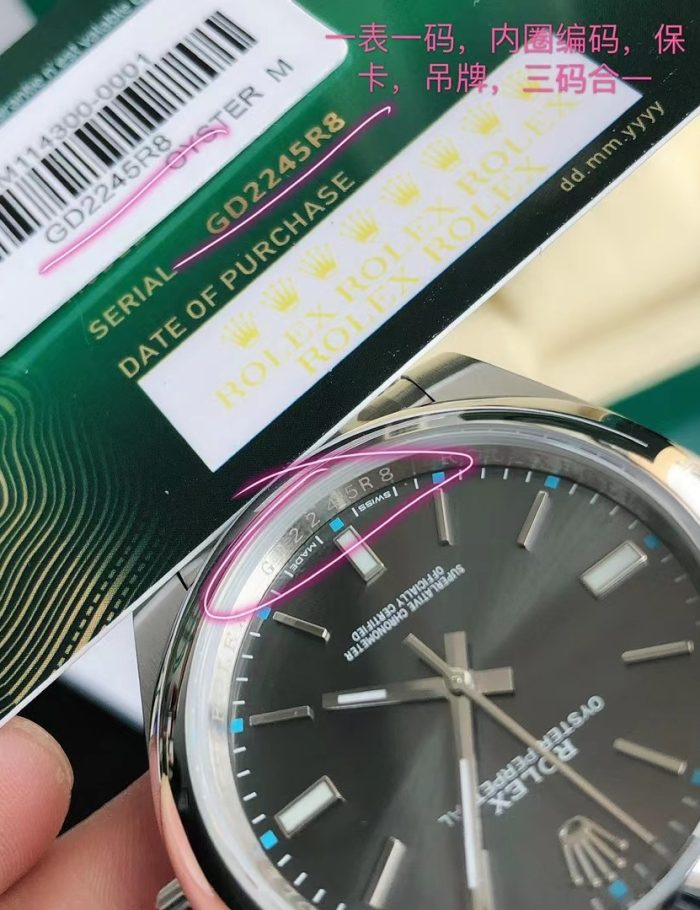 一表一码，内圈编码，保
卡，吊牌，三码合一
M114300-0001
GD2245R8
OYSTER M
SERIAL GD2245R8
DATE OF PURCHASE
ROLEX ROLEX ROLEX
ROLEX ROLEX
dd.mm.yyyy
GD2245R8
SWISS
MADE
SUPERLATIVE CHRONOMETER
OFFICIALLY CERTIFIED
ROLEX
OYSTER PERPETUAL